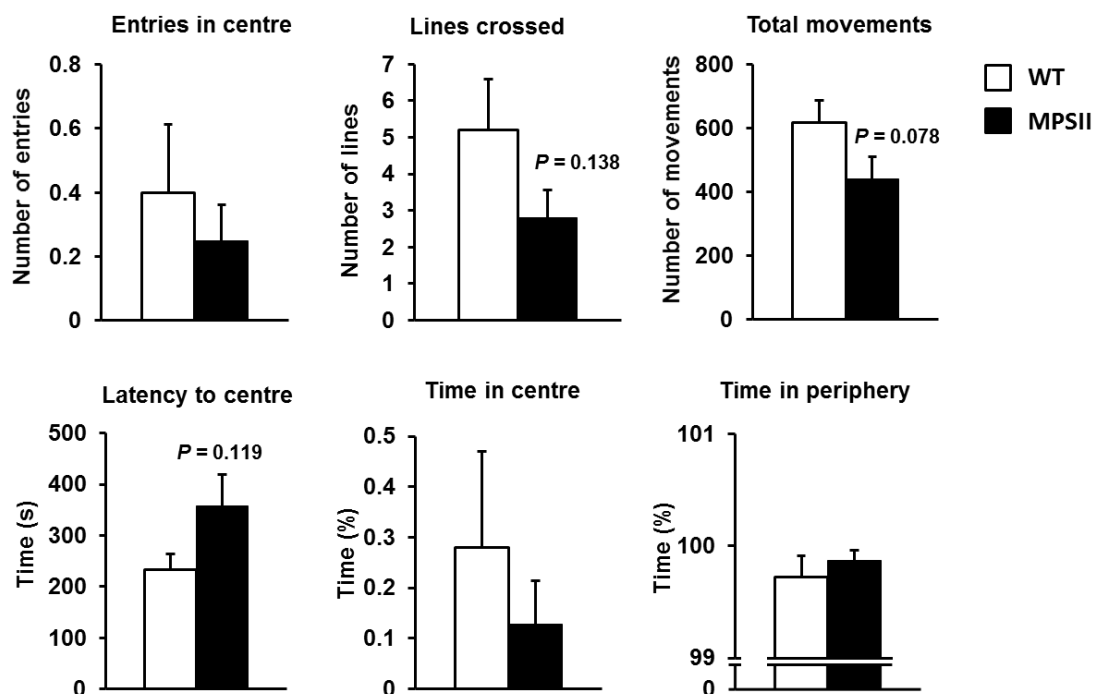 Entries in centre
Number of entries
0.8
0.6
0.4
0.2
0
Lines crossed
Number of lines
7
6
5
4
3
2
1
0
P = 0.138
Total movements
Number of movements
800
600
400
200
0
P = 0.078
WT
MPSII
Latency to centre
Time (s)
500
400
300
200
100
0
P = 0.119
Time in centre
Time (%)
0.5
0.4
0.3
0.2
0.1
0
Time in periphery
Time (%)
101
100
99
0